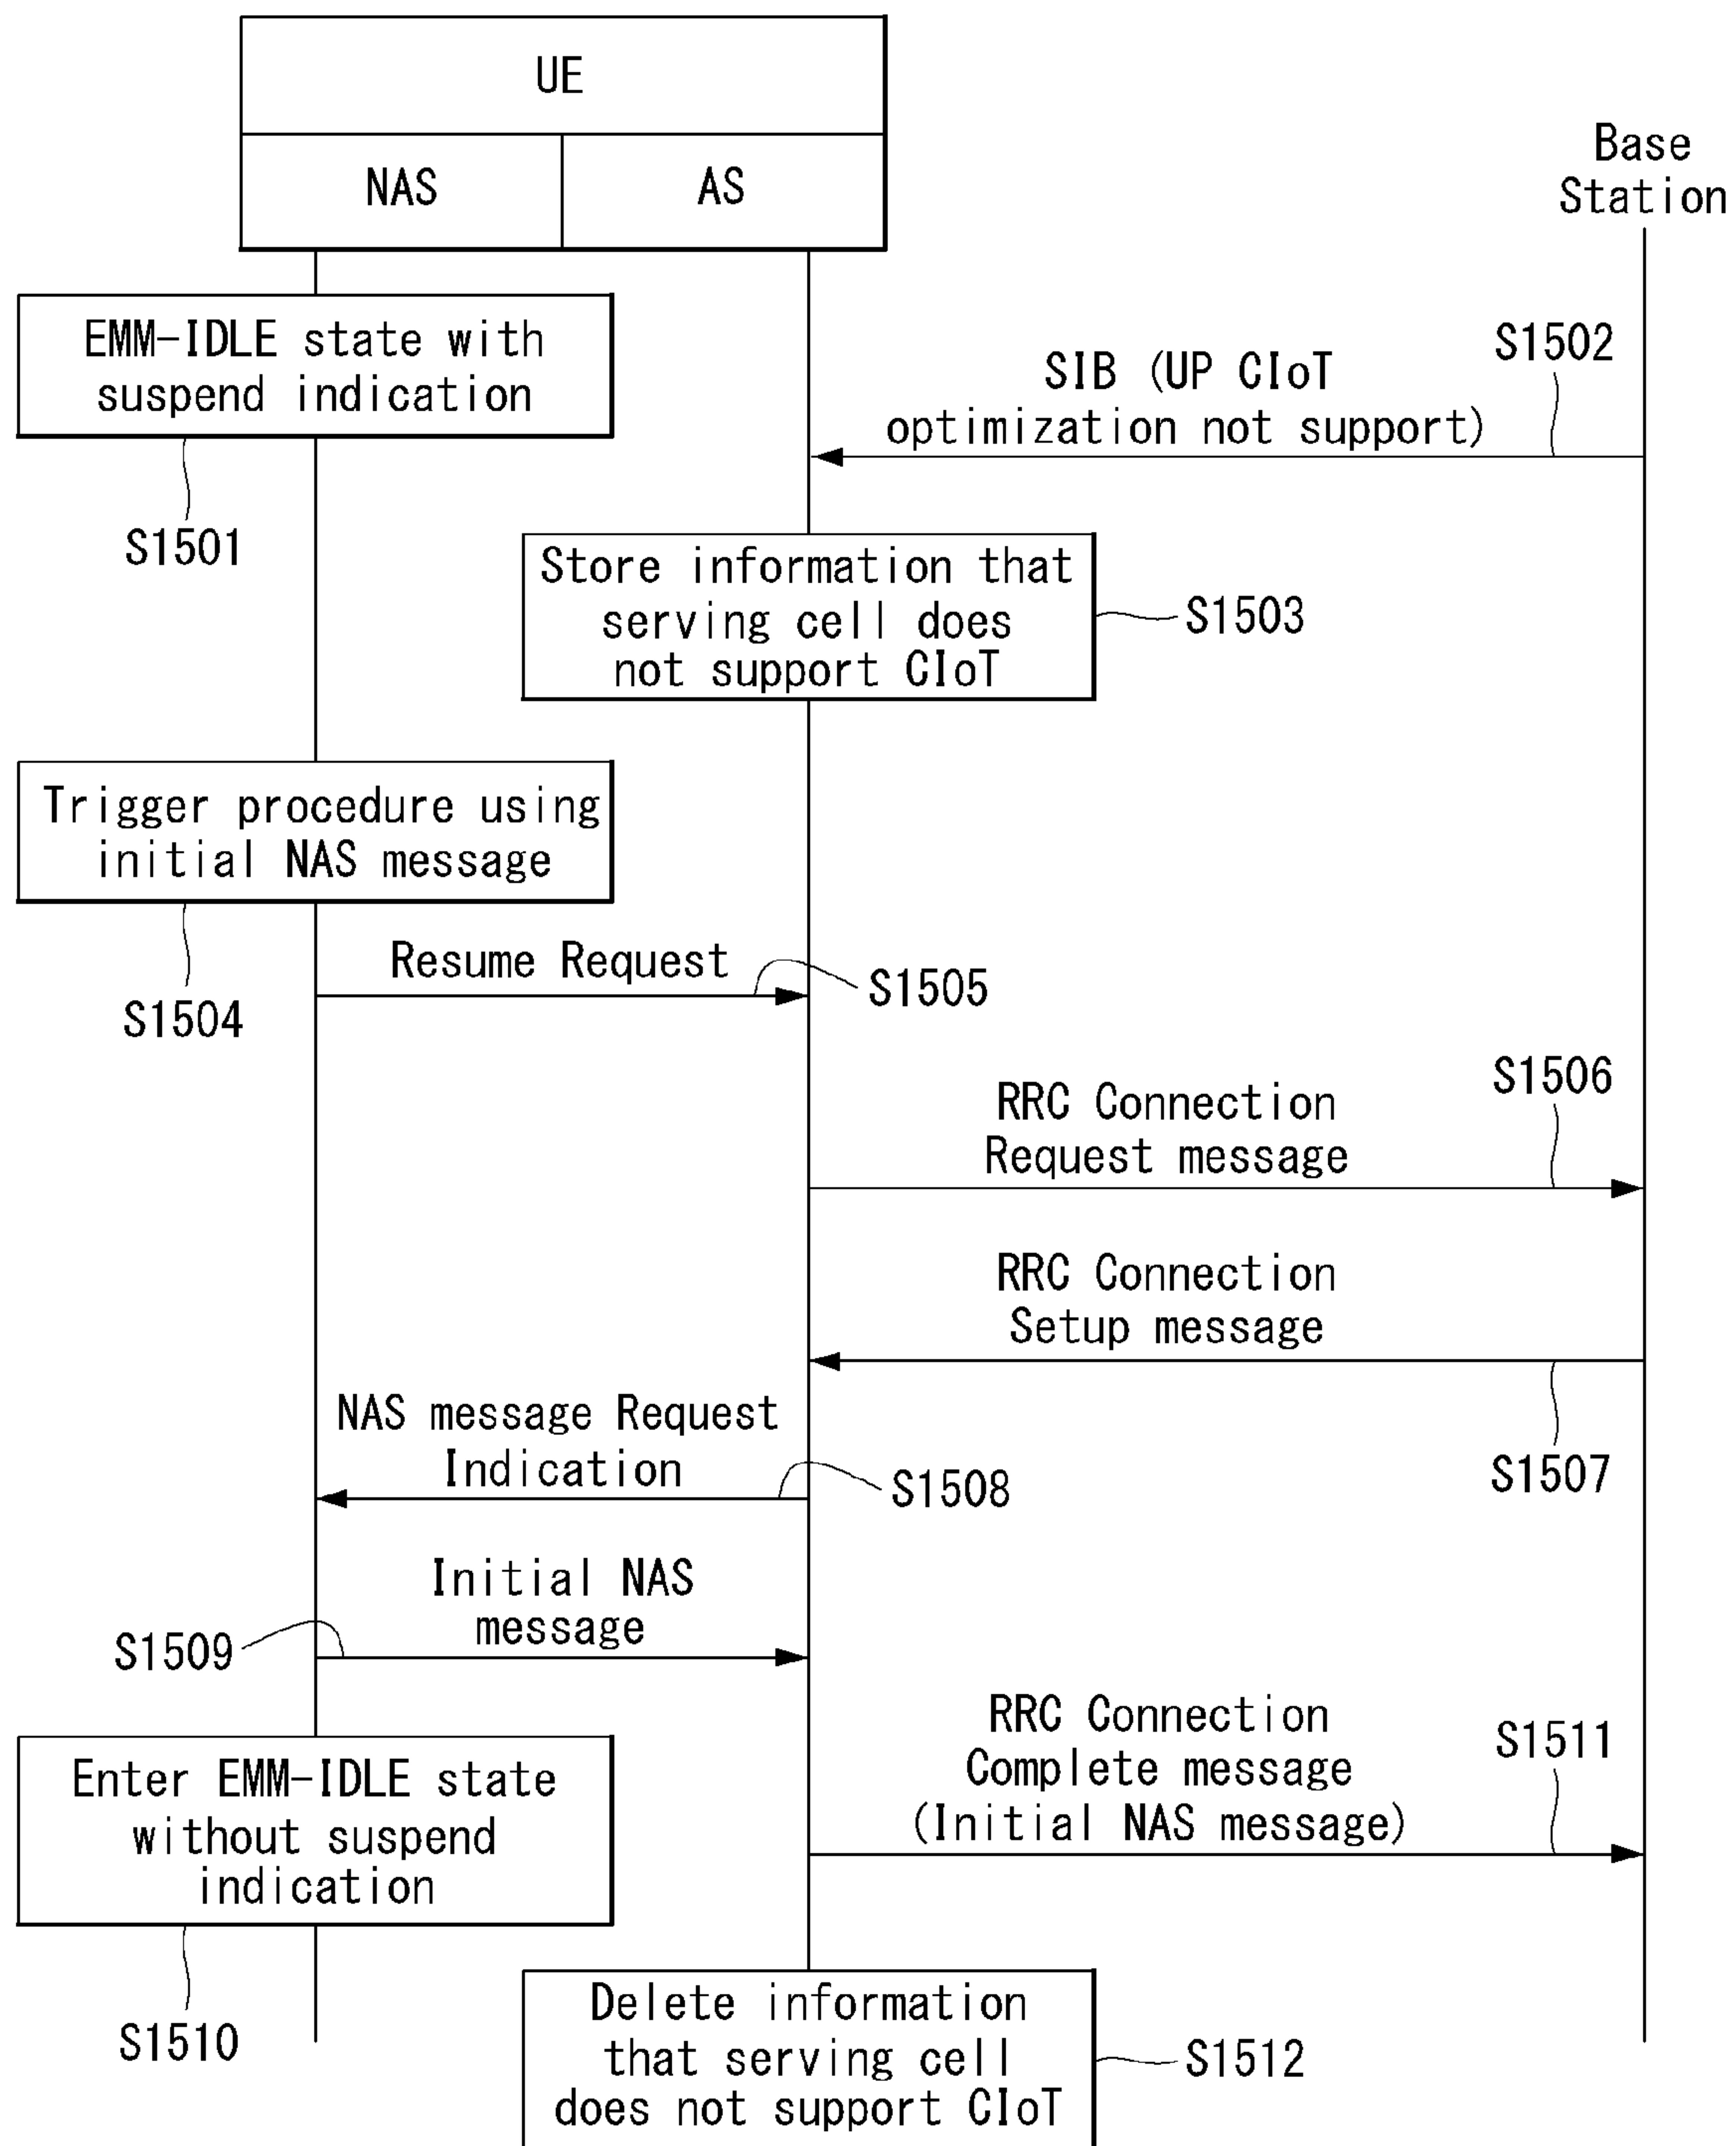 UE
NAS
AS
Base
Station
EMM-IDLE state with
suspend indication
S1501
S1502
SIB (UP CIoT
optimization not support)
Store information that
serving cell does
not support CIoT
S1503
Trigger procedure using
initial NAS message
S1504
Resume Request
S1505
S1506
RRC Connection
Request message
RRC Connection
Setup message
S1507
NAS message Request
Indication
S1508
Initial NAS
message
S1509
Enter EMM-IDLE state
without suspend
indication
S1510
RRC Connection
Complete message
(Initial NAS message)
S1511
Delete information
that serving cell
does not support CIoT
S1512